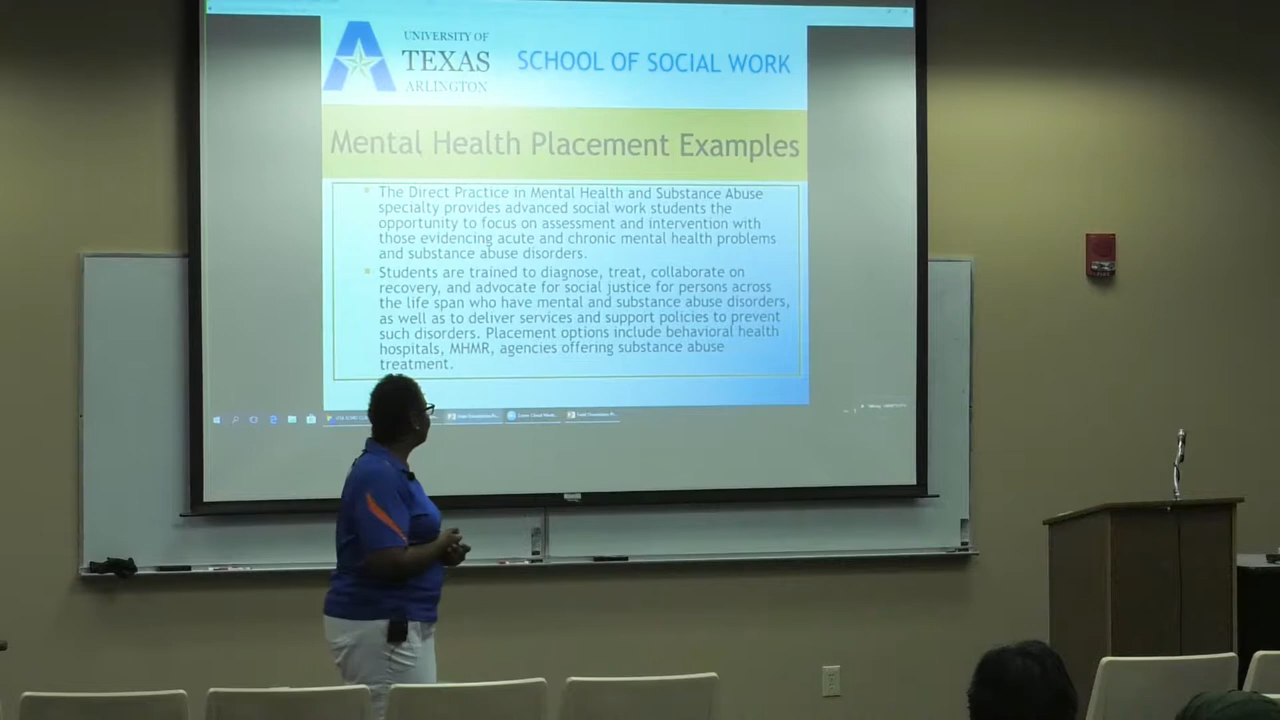 UNIVERSITY OF
TEXAS
ARLINGTON
SCHOOL OF SOCIAL WORK
Mental Health Placement Examples
The Direct Practice in Mental Health and Substance Abuse
specialty provides advanced social work students the
opportunity to focus on assessment and intervention with
those evidencing acute and chronic mental health problems
and substance abuse disorders.
Students are trained to diagnose, treat, collaborate on
recovery, and advocate for social justice for persons across
the life span who have mental and substance abuse disorders,
as well as to deliver services and support policies to prevent
such disorders. Placement options include behavioral health
hospitals, MHMR, agencies offering substance abuse
treatment.